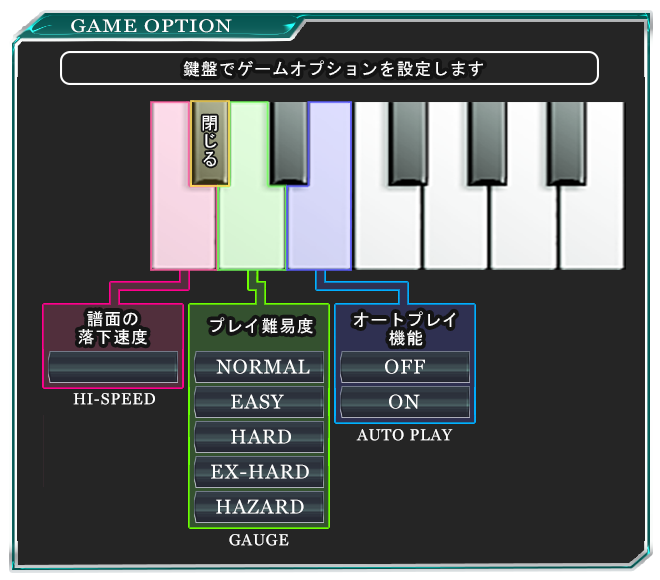 GAME OPTION
鍵盤でゲームオプションを設定します
閉じる
譜面の
落下速度
HI-SPEED
プレイ難易度
NORMAL
EASY
HARD
EX-HARD
HAZARD
GAUGE
オートプレイ
機能
OFF
ON
AUTO PLAY